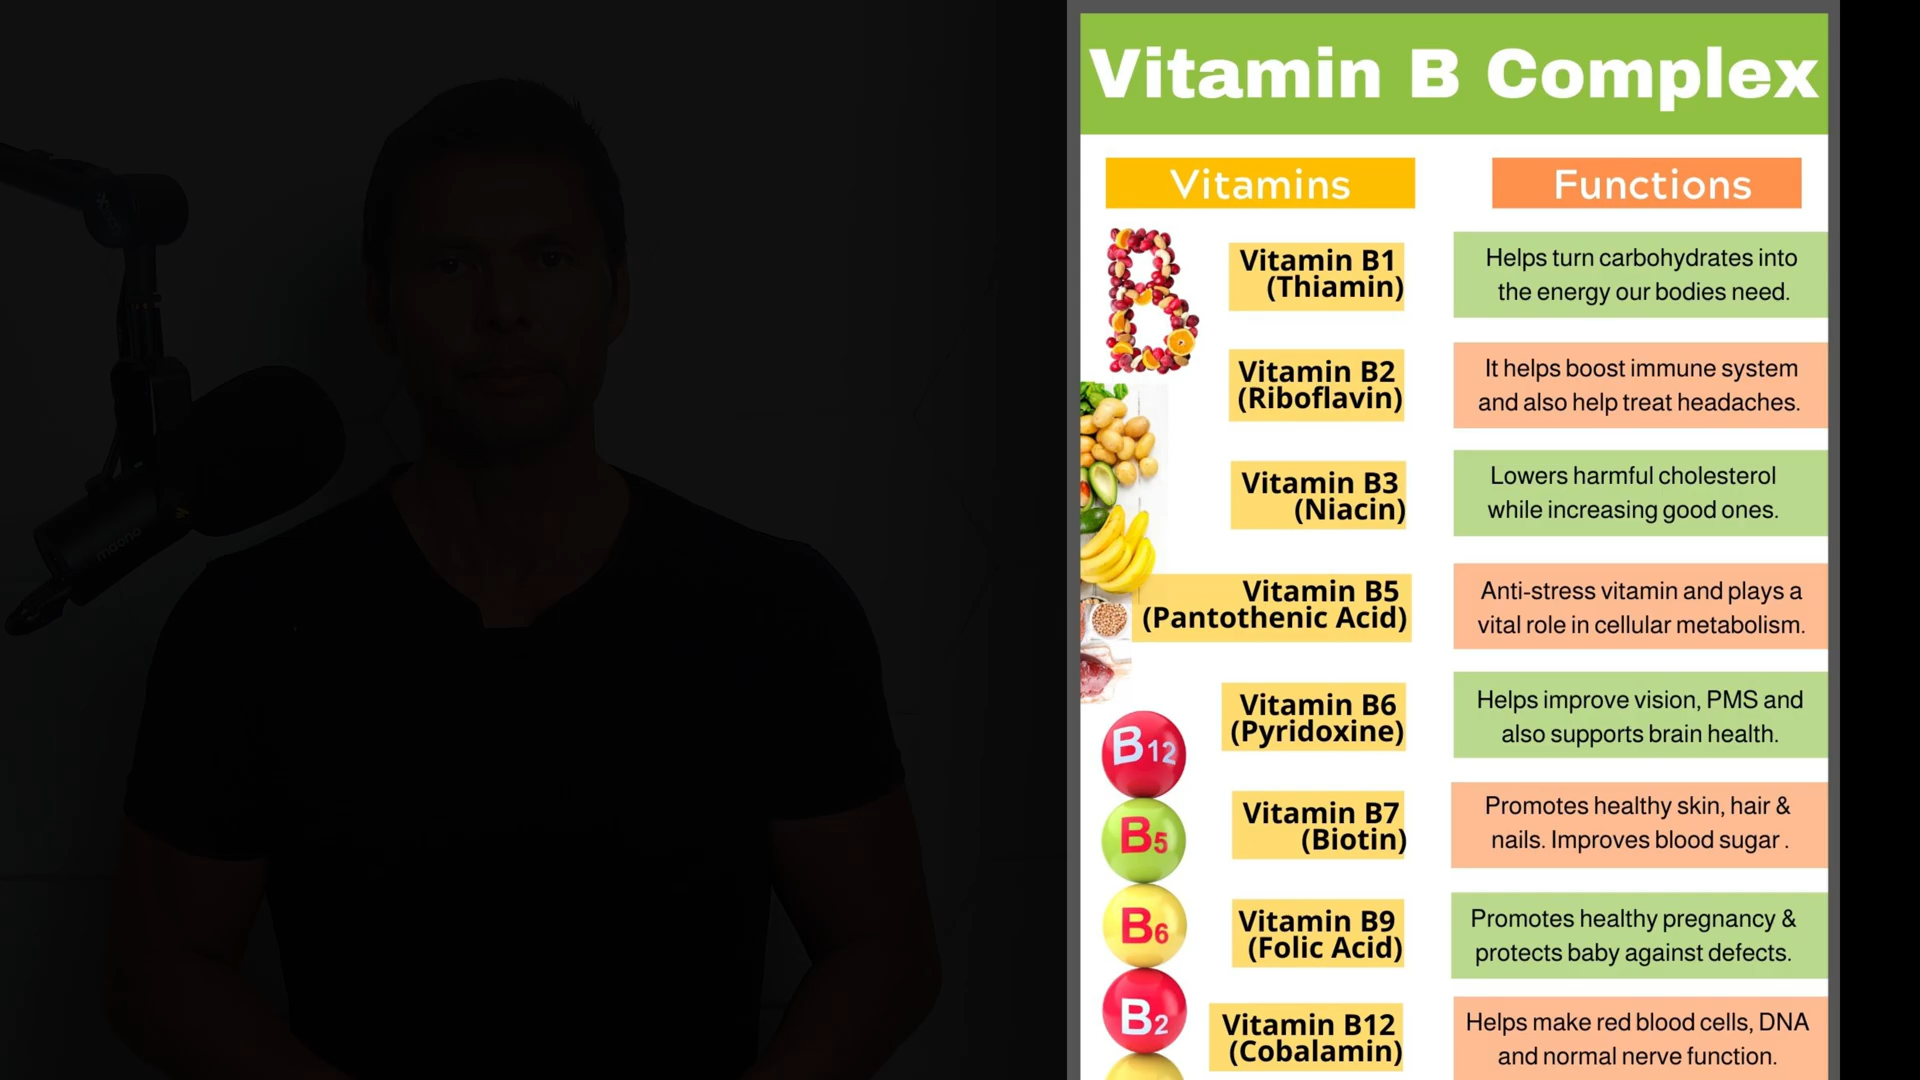 Vitamin B Complex
Vitamins
Functions
Vitamin B1
(Thiamin)
Helps turn carbohydrates into
the energy our bodies need.
Vitamin B2
(Riboflavin)
It helps boost immune system
and also help treat headaches.
Vitamin B3
(Niacin)
Lowers harmful cholesterol
while increasing good ones.
Vitamin B5
(Pantothenic Acid)
Anti-stress vitamin and plays a
vital role in cellular metabolism.
Vitamin B6
(Pyridoxine)
Helps improve vision, PMS and
also supports brain health.
Vitamin B7
(Biotin)
Promotes healthy skin, hair &
nails. Improves blood sugar .
Vitamin B9
(Folic Acid)
Promotes healthy pregnancy &
protects baby against defects.
Vitamin B12
(Cobalamin)
Helps make red blood cells, DNA
and normal nerve function.
B12
B5
B6
B2
maono